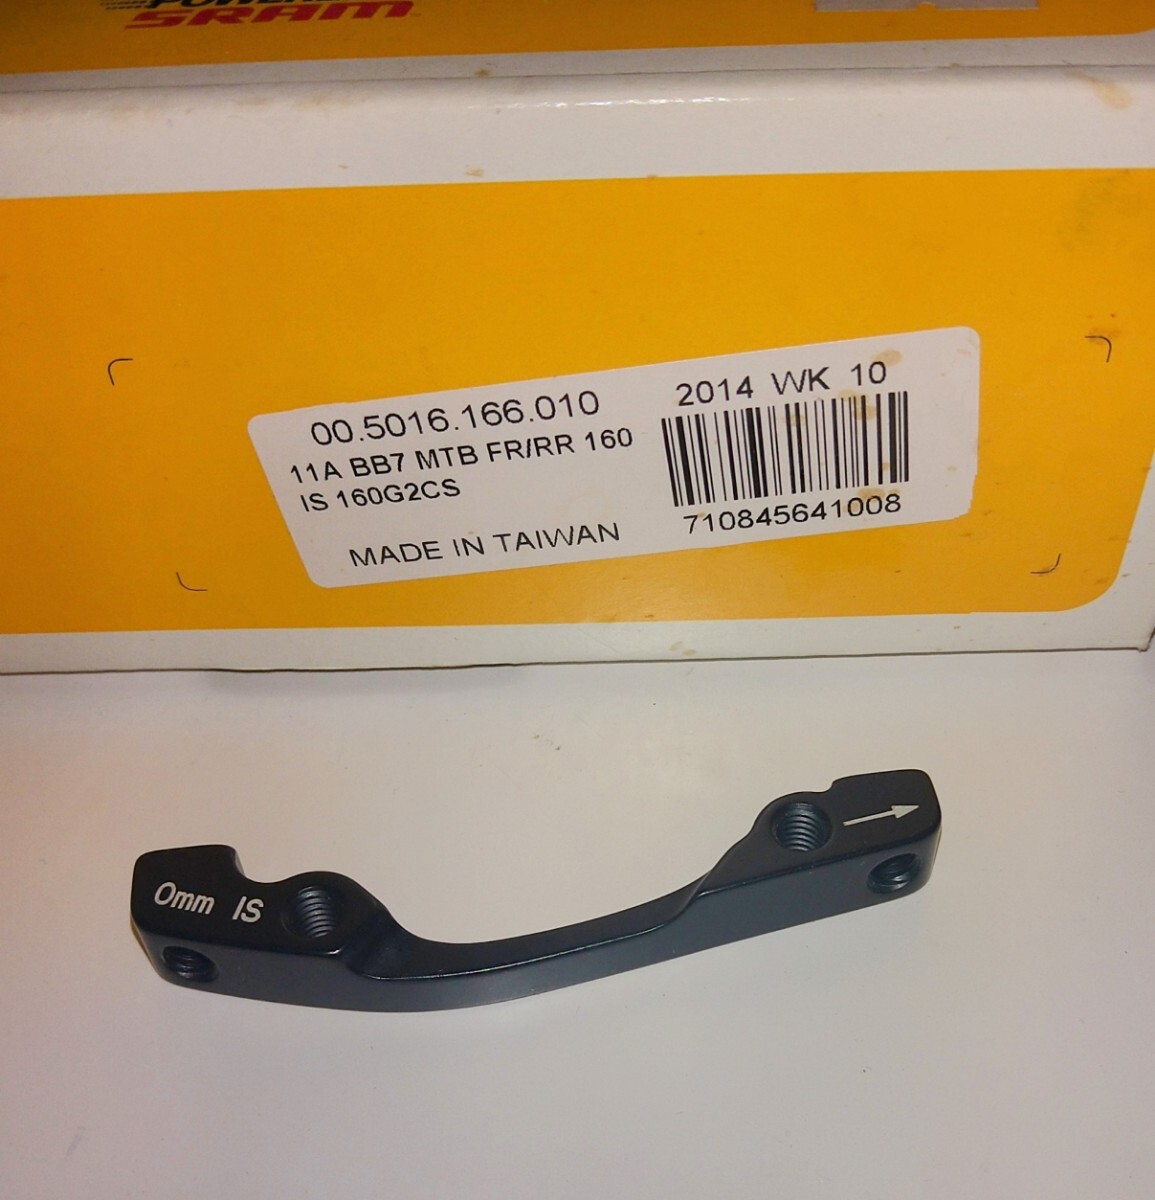 SRAM
00.5016.166.010
11A BB7 MTB FR/RR 160
IS 160G2CS
MADE IN TAIWAN
2014 WK 10
710845641008
0mm IS